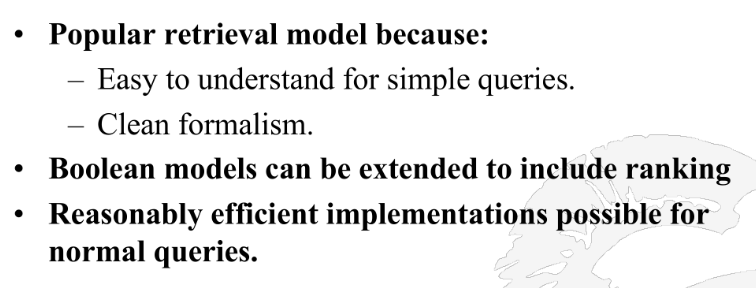 • Popular retrieval model because:
– Easy to understand for simple queries.
– Clean formalism.
• Boolean models can be extended to include ranking
• Reasonably efficient implementations possible for
normal queries.